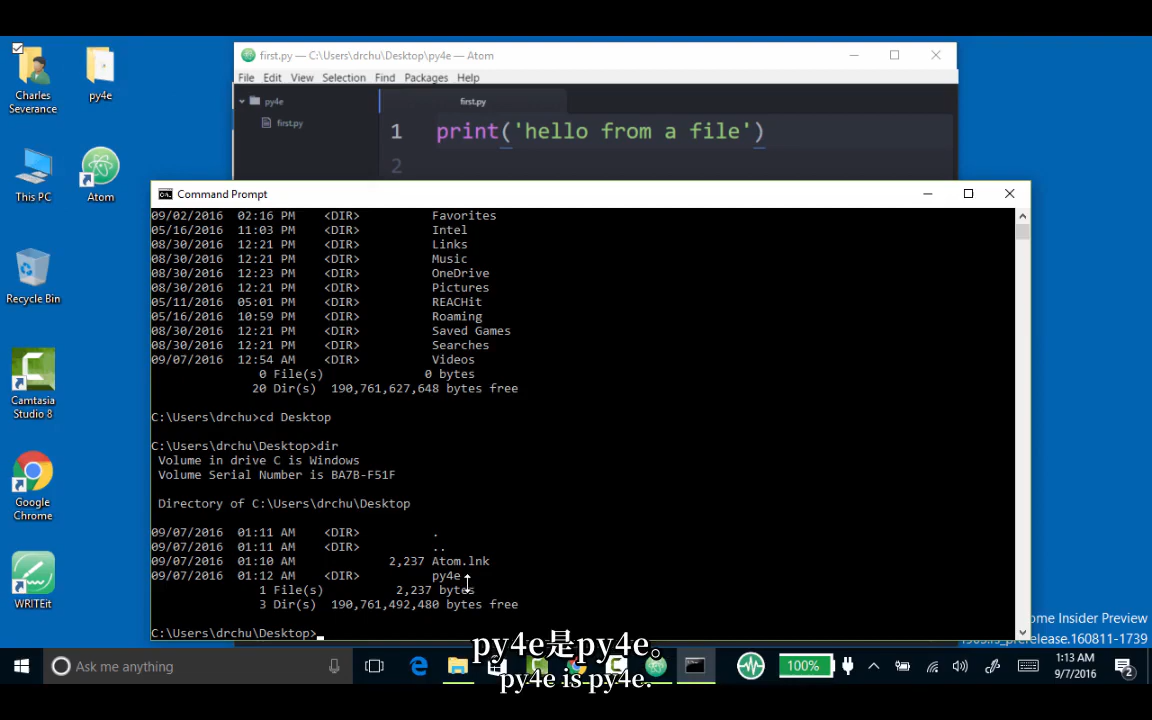 Charles
Severance
py4e
This PC
Atom
Recycle Bin
Camtasia
Studio 8
Google
Chrome
WRITEit
first.py — C:\Users\drchu\Desktop\py4e — Atom
File Edit View Selection Find Packages Help
py4e
first.py
first.py
1 print('hello from a file')
2
Command Prompt
09/02/2016 02:16 PM <DIR> Favorites
05/16/2016 11:03 PM <DIR> Intel
08/30/2016 12:21 PM <DIR> Links
08/30/2016 12:21 PM <DIR> Music
08/30/2016 12:23 PM <DIR> OneDrive
08/30/2016 12:21 PM <DIR> Pictures
05/11/2016 05:01 PM <DIR> REACHit
05/16/2016 10:59 PM <DIR> Roaming
08/30/2016 12:21 PM <DIR> Saved Games
08/30/2016 12:21 PM <DIR> Searches
09/07/2016 12:54 AM <DIR> Videos
0 File(s) 0 bytes
20 Dir(s) 190,761,627,648 bytes free
C:\Users\drchu>cd Desktop
C:\Users\drchu\Desktop>dir
Volume in drive C is Windows
Volume Serial Number is BA7B-F51F
Directory of C:\Users\drchu\Desktop
09/07/2016 01:11 AM <DIR> .
09/07/2016 01:11 AM <DIR> ..
09/07/2016 01:10 AM 2,237 Atom.lnk
09/07/2016 01:12 AM <DIR> py4e
1 File(s) 2,237 bytes
3 Dir(s) 190,761,492,480 bytes free
C:\Users\drchu\Desktop>
ome Insider Preview
prerelease.160811-1739
py4e是py4e。
py4e is py4e.
Ask me anything
100%
1:13 AM
9/7/2016
2